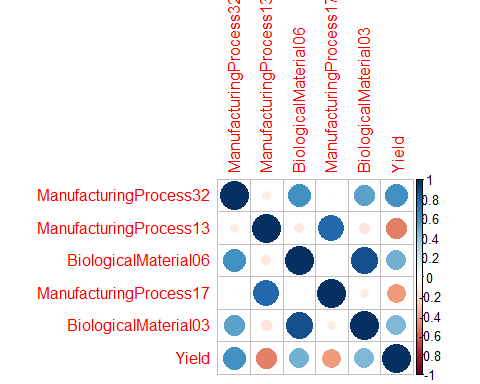 ManufacturingProcess32
ManufacturingProcess13
BiologicalMaterial06
ManufacturingProcess17
BiologicalMaterial03
Yield
ManufacturingProcess32
ManufacturingProcess13
BiologicalMaterial06
ManufacturingProcess17
BiologicalMaterial03
Yield
1
0.8
0.6
0.4
0.2
0
-0.2
-0.4
-0.6
-0.8
-1